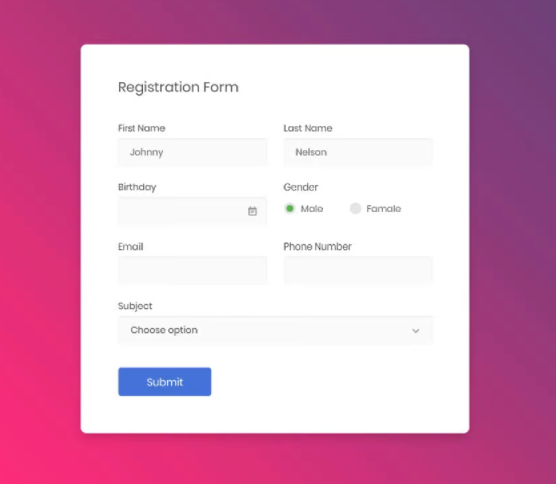 Registration Form
First Name Last Name
Johnny Nelson
Birthday Gender
Male Famale
Email Phone Number
Subject
Choose option
Submit